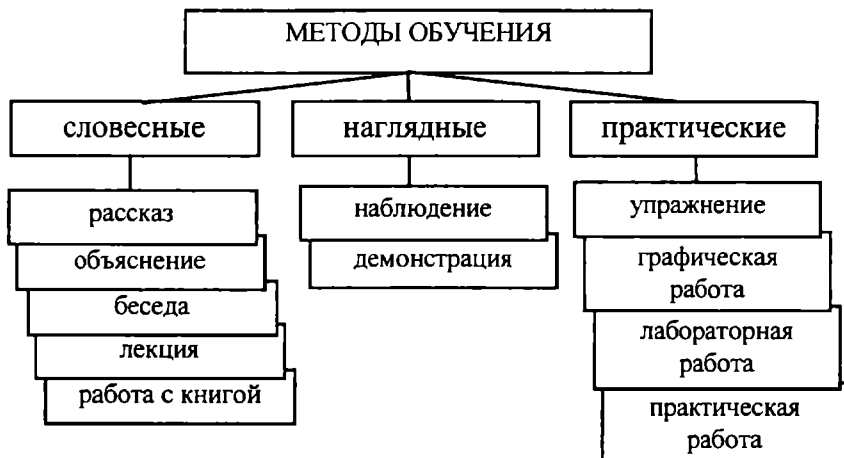 МЕТОДЫ ОБУЧЕНИЯ
словесные
наглядные
практические
рассказ
объяснение
беседа
лекция
работа с книгой
наблюдение
демонстрация
упражнение
графическая
работа
лабораторная
работа
практическая
работа